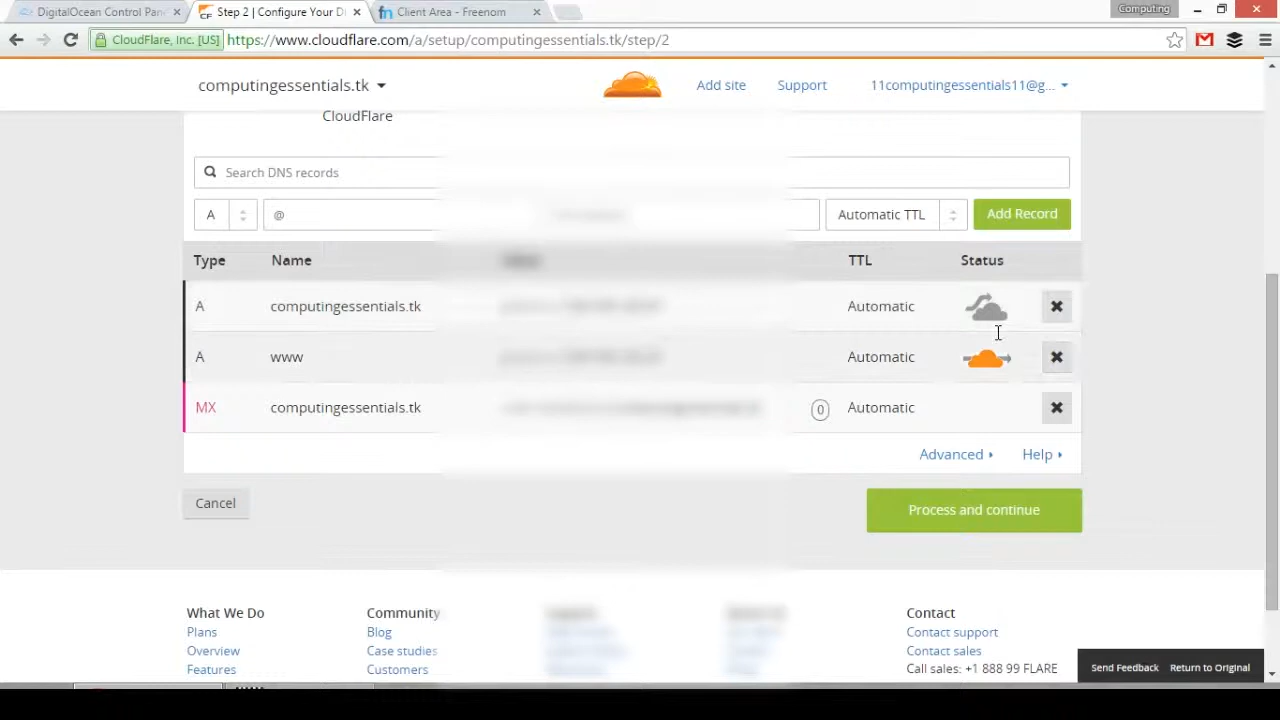 DigitalOcean Control Pan
Step 2 | Configure Your D
Client Area - Freenom
Computing
CloudFlare, Inc. [US]
https://www.cloudflare.com/a/setup/computingessentials.tk/step/2
computingessentials.tk
Add site
Support
11computingessentials11@g...
CloudFlare
Search DNS records
A
@
Automatic TTL
Add Record
Type Name TTL Status
A computingessentials.tk Automatic
A www Automatic
MX computingessentials.tk 0 Automatic
Advanced
Help
Cancel
Process and continue
What We Do
Plans
Overview
Features
Community
Blog
Case studies
Customers
Contact
Contact support
Contact sales
Call sales: +1 888 99 FLARE
Send Feedback
Return to Original